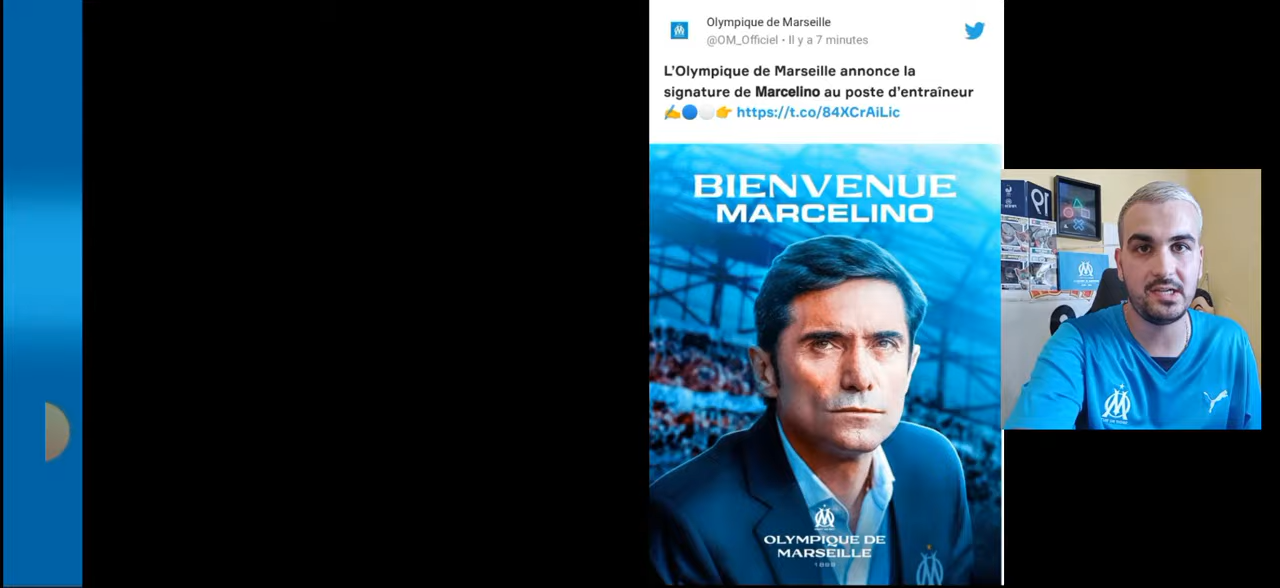 Olympique de Marseille
@OM_Officiel • Il y a 7 minutes
L'Olympique de Marseille annonce la
signature de Marcelino au poste d'entraîneur
✍️🔵⚪👉 https://t.co/84XCrAiLic
BIENVENUE
MARCELINO
OLYMPIQUE DE
MARSEILLE
1899